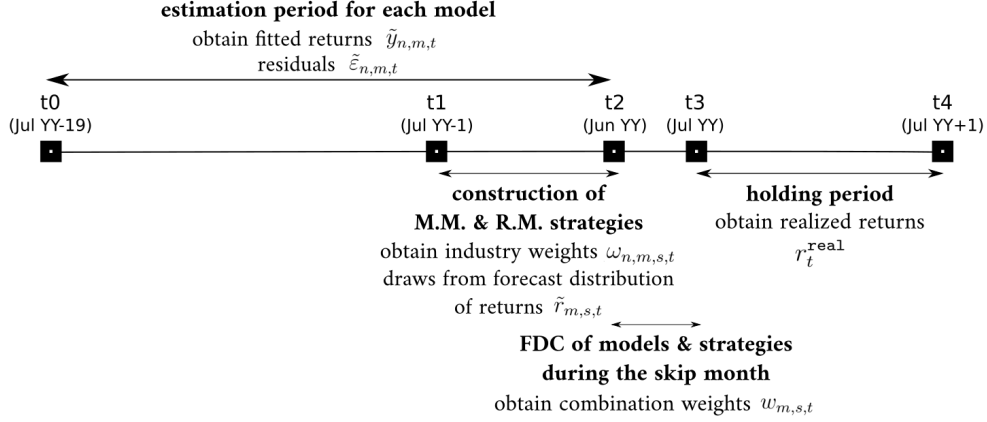 estimation period for each model
obtain fitted returns ỹn,m,t
residuals ε̃n,m,t
t0 t1 t2 t3 t4
(Jul YY-19) (Jul YY-1) (Jun YY) (Jul YY) (Jul YY+1)
construction of
M.M. & R.M. strategies
obtain industry weights ωn,m,s,t
draws from forecast distribution
of returns r̃m,s,t
holding period
obtain realized returns
r_t^real
FDC of models & strategies
during the skip month
obtain combination weights wm,s,t